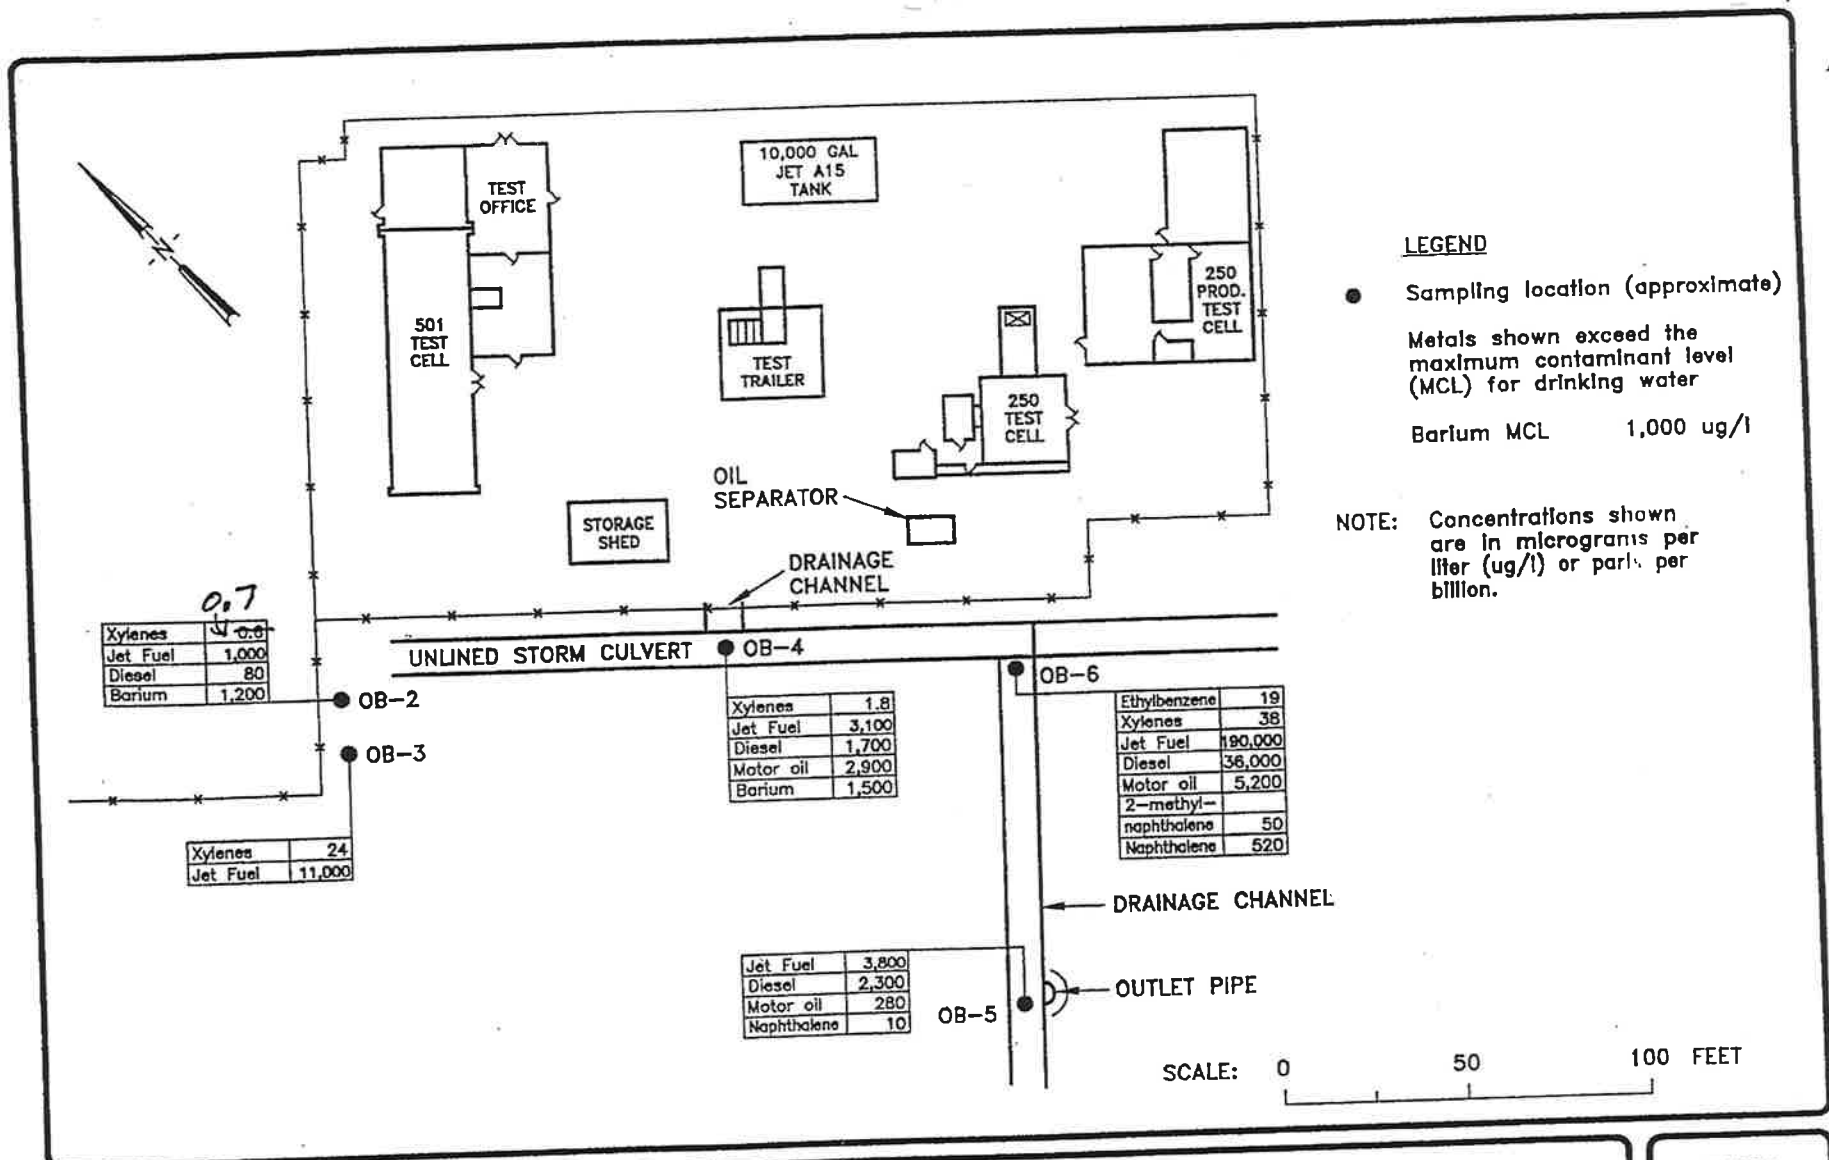 10,000 GAL
JET A15
TANK
TEST
OFFICE
501
TEST
CELL
TEST
TRAILER
250
PROD.
TEST
CELL
250
TEST
CELL
N
OIL
SEPARATOR
STORAGE
SHED
DRAINAGE
CHANNEL
LEGEND
Sampling location (approximate)
Metals shown exceed the
maximum contaminant level
(MCL) for drinking water
Barium MCL 1,000 ug/l
NOTE: Concentrations shown
are in micrograms per
liter (ug/l) or parts per
billion.
0.7
Xylenes 0.6
Jet Fuel 1,000
Diesel 80
Barium 1,200
OB-2
OB-3
Xylenes 24
Jet Fuel 11,000
UNLINED STORM CULVERT
OB-4
Xylenes 1.8
Jet Fuel 3,100
Diesel 1,700
Motor oil 2,900
Barium 1,500
OB-6
Ethylbenzene 19
Xylenes 38
Jet Fuel 190,000
Diesel 36,000
Motor oil 5,200
2-methyl-
naphthalene 50
Naphthalene 520
DRAINAGE CHANNEL
Jet Fuel 3,800
Diesel 2,300
Motor oil 280
Naphthalene 10
OB-5
OUTLET PIPE
SCALE: 0 50 100 FEET